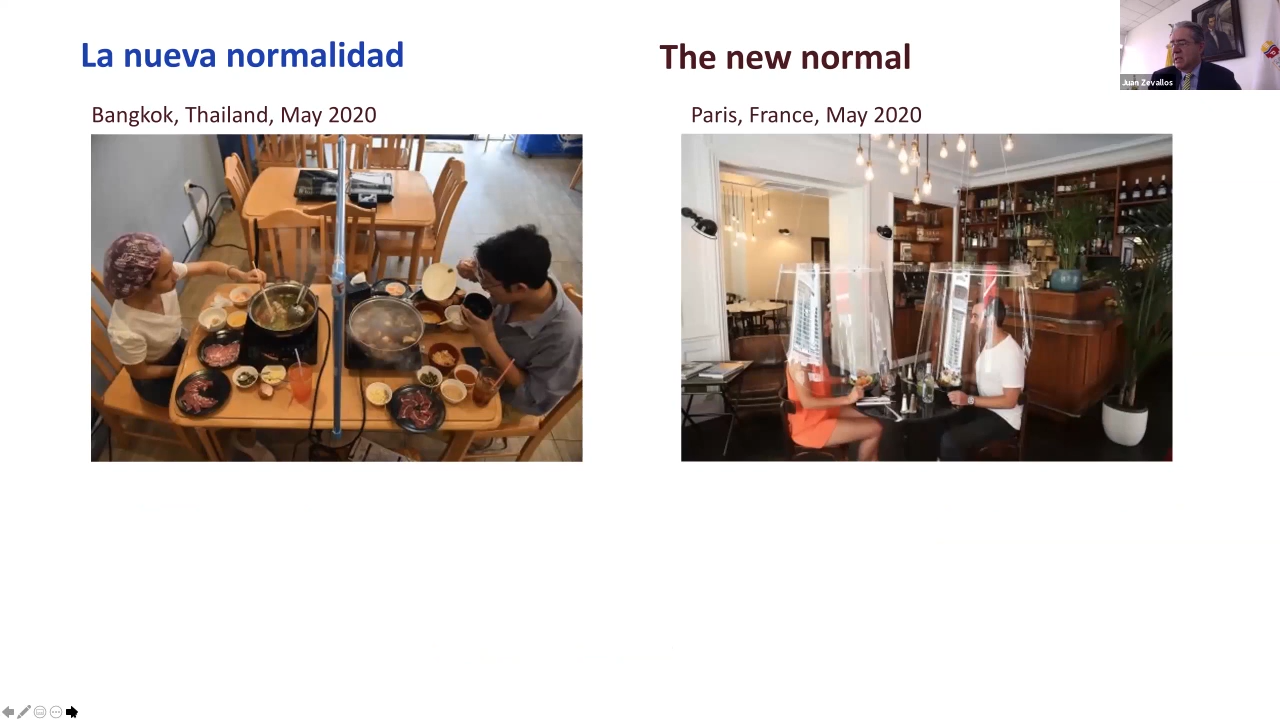 La nueva normalidad
The new normal
Juan Zevallos
Bangkok, Thailand, May 2020
Paris, France, May 2020